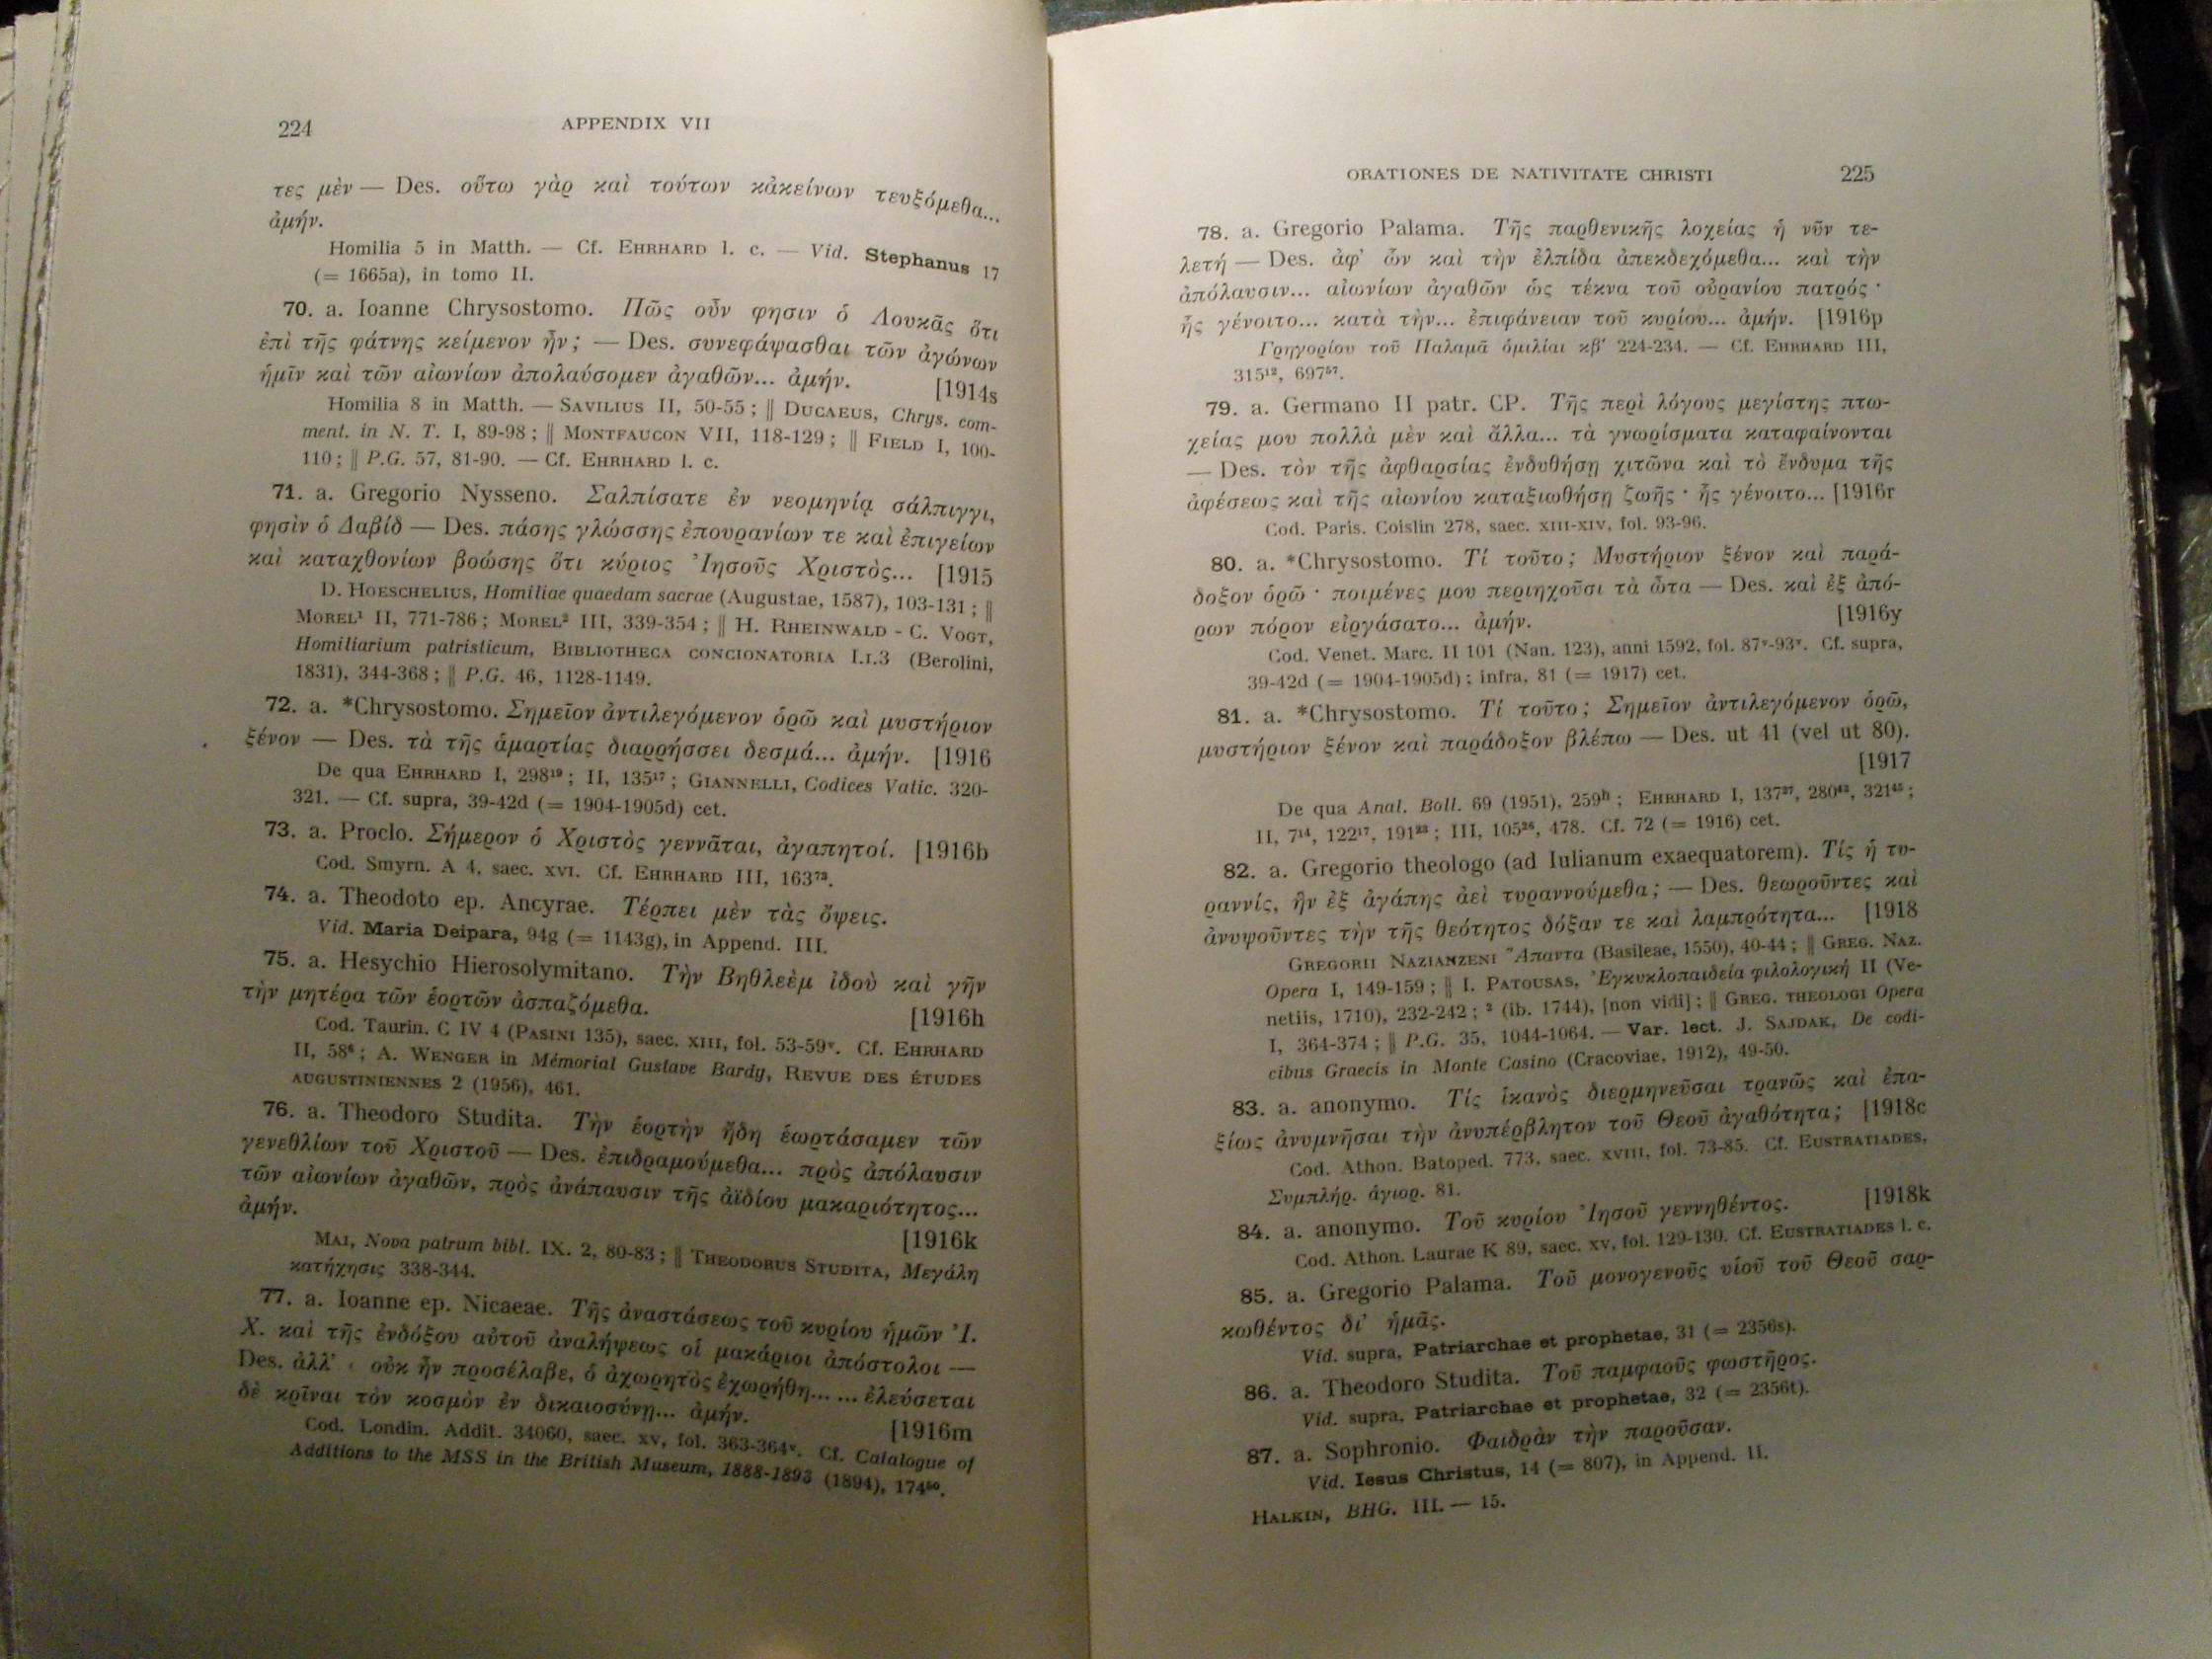 224
APPENDIX VII
τες μὲν — Des. οὕτω γὰρ καὶ τούτων κἀκείνων τευξόμεθα...
ἀμήν.
Homilia 5 in Matth. — Cf. EHRHARD l. c. — Vid. Stephanus 17
(= 1665a), in tomo II.
70. a. Ioanne Chrysostomo. Πῶς οὖν φησιν ὁ Λουκᾶς ὅτι
ἐπὶ τῆς φάτνης κείμενον ἦν; — Des. συνεφάψασθαι τῶν ἀγώνων
ἡμῖν καὶ τῶν αἰωνίων ἀπολαύσομεν ἀγαθῶν... ἀμήν. [1914s
Homilia 8 in Matth. — SAVILIUS II, 50-55; ‖ DUCAEUS, Chrys. com-
ment. in N. T. I, 89-98; ‖ MONTFAUCON VII, 118-129; ‖ FIELD I, 100-
110; ‖ P.G. 57, 81-90. — Cf. EHRHARD l. c.
71. a. Gregorio Nysseno. Σαλπίσατε ἐν νεομηνίᾳ σάλπιγγι,
φησὶν ὁ Δαβίδ — Des. πάσης γλώσσης ἐπουρανίων τε καὶ ἐπιγείων
καὶ καταχθονίων βοώσης ὅτι κύριος Ἰησοῦς Χριστὸς... [1915
D. HOESCHELIUS, Homiliae quaedam sacrae (Augustae, 1587), 103-131; ‖
MOREL¹ II, 771-786; MOREL² III, 339-354; ‖ H. RHEINWALD - C. VOGT,
Homiliarium patristicum, BIBLIOTHECA CONCIONATORIA I.I.3 (Berolini,
1831), 344-368; ‖ P.G. 46, 1128-1149.
72. a. *Chrysostomo. Σημεῖον ἀντιλεγόμενον ὁρῶ καὶ μυστήριον
ξένον — Des. τὰ τῆς ἁμαρτίας διαρρήσσει δεσμά... ἀμήν. [1916
De qua EHRHARD I, 298¹⁹; II, 135¹⁷; GIANNELLI, Codices Vatic. 320-
321. — Cf. supra, 39-42d (= 1904-1905d) cet.
73. a. Proclo. Σήμερον ὁ Χριστὸς γεννᾶται, ἀγαπητοί. [1916b
Cod. Smyrn. A 4, saec. XVI. Cf. EHRHARD III, 163⁷³.
74. a. Theodoto ep. Ancyrae. Τέρπει μὲν τὰς ὄψεις.
Vid. Maria Deipara, 94g (= 1143g), in Append. III.
75. a. Hesychio Hierosolymitano. Τὴν Βηθλεὲμ ἰδοὺ καὶ γῆν
τὴν μητέρα τῶν ἑορτῶν ἀσπαζόμεθα. [1916h
Cod. Taurin. C IV 4 (PASINI 135), saec. XIII, fol. 53-59ᵛ. Cf. EHRHARD
II, 58⁶; A. WENGER in Mémorial Gustave Bardy, REVUE DES ÉTUDES
AUGUSTINIENNES 2 (1956), 461.
76. a. Theodoro Studita. Τὴν ἑορτὴν ἤδη ἑωρτάσαμεν τῶν
γενεθλίων τοῦ Χριστοῦ — Des. ἐπιδραμούμεθα... πρὸς ἀπόλαυσιν
τῶν αἰωνίων ἀγαθῶν, πρὸς ἀνάπαυσιν τῆς ἀϊδίου μακαριότητος...
ἀμήν. [1916k
MAI, Nova patrum bibl. IX. 2, 80-83; ‖ THEODORUS STUDITA, Μεγάλη
κατήχησις 338-344.
77. a. Ioanne ep. Nicaeae. Τῆς ἀναστάσεως τοῦ κυρίου ἡμῶν Ἰ.
Χ. καὶ τῆς ἐνδόξου αὐτοῦ ἀναλήψεως οἱ μακάριοι ἀπόστολοι —
Des. ἀλλ' οὐκ ἦν προσέλαβε, ὁ ἀχωρητὸς ἐχωρήθη... ... ἐλεύσεται
δὲ κρῖναι τὸν κοσμὸν ἐν δικαιοσύνῃ... ἀμήν. [1916m
Cod. Londin. Addit. 34060, saec. XV, fol. 363-364ᵛ. Cf. Catalogue of
Additions to the MSS in the British Museum, 1888-1893 (1894), 174⁵⁰.
ORATIONES DE NATIVITATE CHRISTI
225
78. a. Gregorio Palama. Τῆς παρθενικῆς λοχείας ἡ νῦν τε-
λετή — Des. ἀφ' ὧν καὶ τὴν ἐλπίδα ἀπεκδεχόμεθα... καὶ τὴν
ἀπόλαυσιν... αἰωνίων ἀγαθῶν ὡς τέκνα τοῦ οὐρανίου πατρός·
ἧς γένοιτο... κατὰ τὴν... ἐπιφάνειαν τοῦ κυρίου... ἀμήν. [1916p
Γρηγορίου τοῦ Παλαμᾶ ὁμιλίαι κβ' 224-234. — Cf. EHRHARD III,
315¹², 697⁵⁷.
79. a. Germano II patr. CP. Τῆς περὶ λόγους μεγίστης πτω-
χείας μου πολλὰ μὲν καὶ ἄλλα... τὰ γνωρίσματα καταφαίνονται
— Des. τὸν τῆς ἀφθαρσίας ἐνδυθήσῃ χιτῶνα καὶ τὸ ἔνδυμα τῆς
ἀφέσεως καὶ τῆς αἰωνίου καταξιωθήσῃ ζωῆς· ἧς γένοιτο... [1916r
Cod. Paris. Coislin 278, saec. XIII-XIV, fol. 93-96.
80. a. *Chrysostomo. Τί τοῦτο; Μυστήριον ξένον καὶ παρά-
δοξον ὁρῶ· ποιμένες μου περιηχοῦσι τὰ ὦτα — Des. καὶ ἐξ ἀπό-
ρων πόρον εἰργάσατο... ἀμήν. [1916y
Cod. Venet. Marc. II 101 (Nan. 123), anni 1592, fol. 87ᵛ-93ᵛ. Cf. supra,
39-42d (= 1904-1905d); infra, 81 (= 1917) cet.
81. a. *Chrysostomo. Τί τοῦτο; Σημεῖον ἀντιλεγόμενον ὁρῶ,
μυστήριον ξένον καὶ παράδοξον βλέπω — Des. ut 41 (vel ut 80).
[1917
De qua Anal. Boll. 69 (1951), 259ʰ; EHRHARD I, 137²⁷, 280⁴², 321⁴⁵;
II, 7¹⁴, 122¹⁷, 191²³; III, 105²⁶, 478. Cf. 72 (= 1916) cet.
82. a. Gregorio theologo (ad Iulianum exaequatorem). Τίς ἡ τυ-
ραννίς, ἣν ἐξ ἀγάπης ἀεὶ τυραννούμεθα; — Des. θεωροῦντες καὶ
ἀνυψοῦντες τὴν τῆς θεότητος δόξαν τε καὶ λαμπρότητα... [1918
GREGORII NAZIANZENI Ἅπαντα (Basileae, 1550), 40-44; ‖ GREG. NAZ.
Opera I, 149-159; ‖ I. PATOUSAS, Ἐγκυκλοπαιδεία φιλολογική II (Ve-
netiis, 1710), 232-242; ² (ib. 1744), [non vidi]; ‖ GREG. THEOLOGI Opera
I, 364-374; ‖ P.G. 35, 1044-1064. — Var. lect. J. SAJDAK, De codi-
cibus Graecis in Monte Casino (Cracoviae, 1912), 49-50.
83. a. anonymo. Τίς ἱκανὸς διερμηνεῦσαι τρανῶς καὶ ἐπα-
ξίως ἀνυμνῆσαι τὴν ἀνυπέρβλητον τοῦ Θεοῦ ἀγαθότητα; [1918c
Cod. Athon. Batoped. 773, saec. XVIII, fol. 73-85. Cf. EUSTRATIADES,
Συμπλήρ. ἁγιορ. 81.
84. a. anonymo. Τοῦ κυρίου Ἰησοῦ γεννηθέντος. [1918k
Cod. Athon. Laurae K 89, saec. XV, fol. 129-130. Cf. EUSTRATIADES l. c.
85. a. Gregorio Palama. Τοῦ μονογενοῦς υἱοῦ τοῦ Θεοῦ σαρ-
κωθέντος δι' ἡμᾶς.
Vid. supra, Patriarchae et prophetae, 31 (= 2356s).
86. a. Theodoro Studita. Τοῦ παμφαοῦς φωστῆρος.
Vid. supra, Patriarchae et prophetae, 32 (= 2356t).
87. a. Sophronio. Φαιδρὰν τὴν παροῦσαν.
Vid. Iesus Christus, 14 (= 807), in Append. II.
HALKIN, BHG. III. — 15.